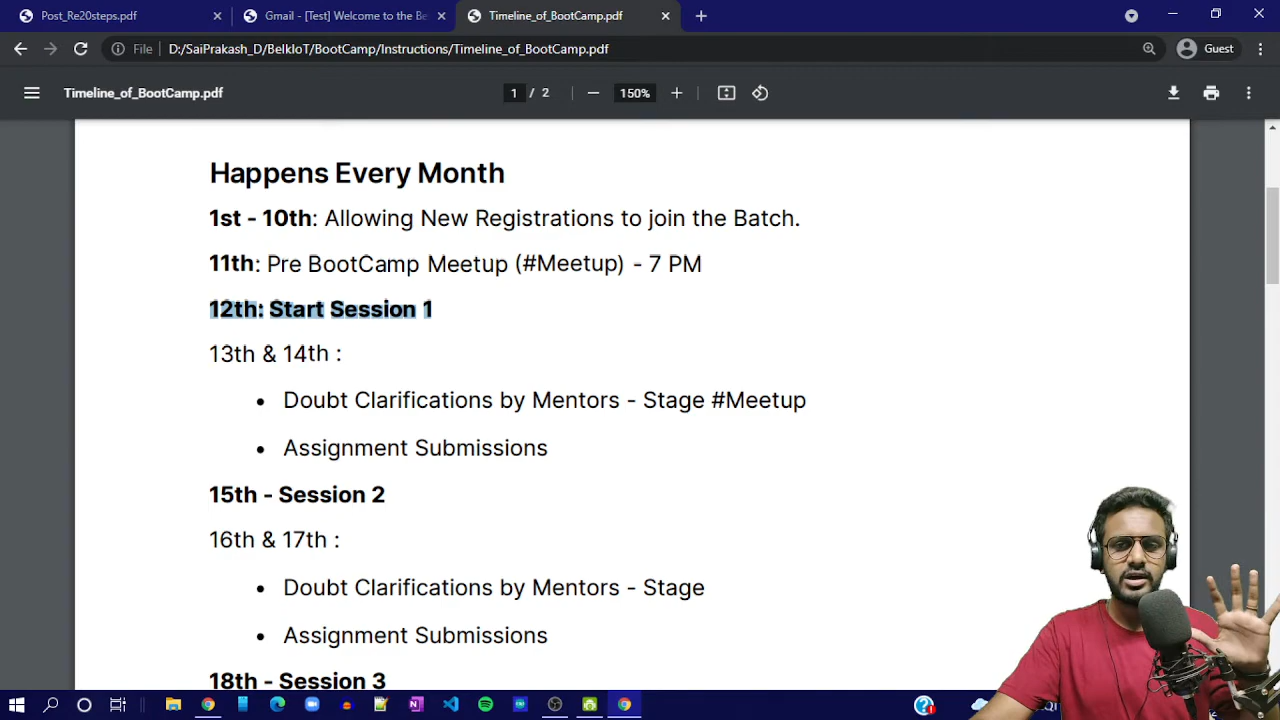 Post_Re20steps.pdf
Gmail - [Test] Welcome to the Be
Timeline_of_BootCamp.pdf
File
D:/SaiPrakash_D/BelkIoT/BootCamp/Instructions/Timeline_of_BootCamp.pdf
Guest
Timeline_of_BootCamp.pdf
1 / 2
150%
Happens Every Month
1st - 10th: Allowing New Registrations to join the Batch.
11th: Pre BootCamp Meetup (#Meetup) - 7 PM
12th: Start Session 1
13th & 14th :
• Doubt Clarifications by Mentors - Stage #Meetup
• Assignment Submissions
15th - Session 2
16th & 17th :
• Doubt Clarifications by Mentors - Stage
• Assignment Submissions
18th - Session 3